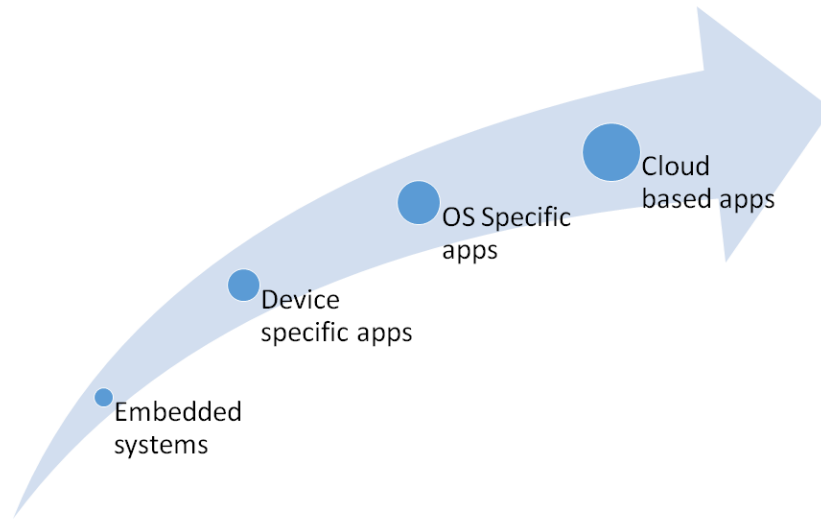 Cloud
based apps
OS Specific
apps
Device
specific apps
Embedded
systems